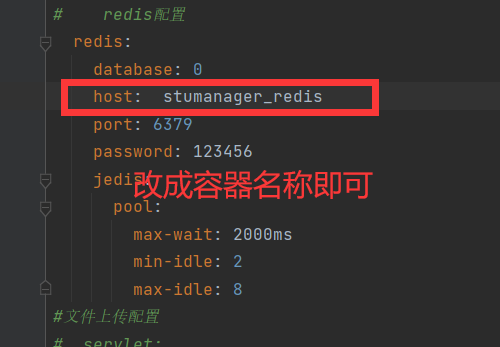 #    redis配置
redis:
database: 0
host:  stumanager_redis
port: 6379
password: 123456
jedis:
改成容器名称即可
pool:
max-wait: 2000ms
min-idle: 2
max-idle: 8
#文件上传配置
#  servlet: